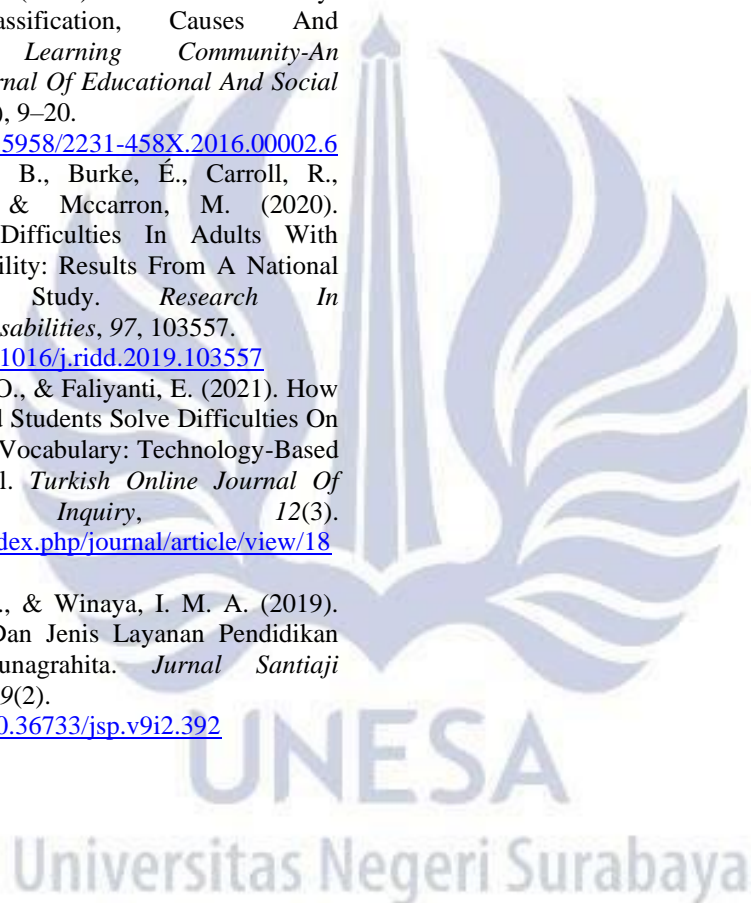 assification, Causes And
Learning Community-An
rnal Of Educational And Social
), 9–20.
5958/2231-458X.2016.00002.6
B., Burke, É., Carroll, R.,
& Mccarron, M. (2020).
Difficulties In Adults With
ility: Results From A National
Study. Research In
sabilities, 97, 103557.
1016/j.ridd.2019.103557
O., & Faliyanti, E. (2021). How
d Students Solve Difficulties On
Vocabulary: Technology-Based
l. Turkish Online Journal Of
Inquiry, 12(3).
dex.php/journal/article/view/18
., & Winaya, I. M. A. (2019).
Dan Jenis Layanan Pendidikan
unagrahita. Jurnal Santiaji
9(2).
0.36733/jsp.v9i2.392
UNESA
Universitas Negeri Surabaya